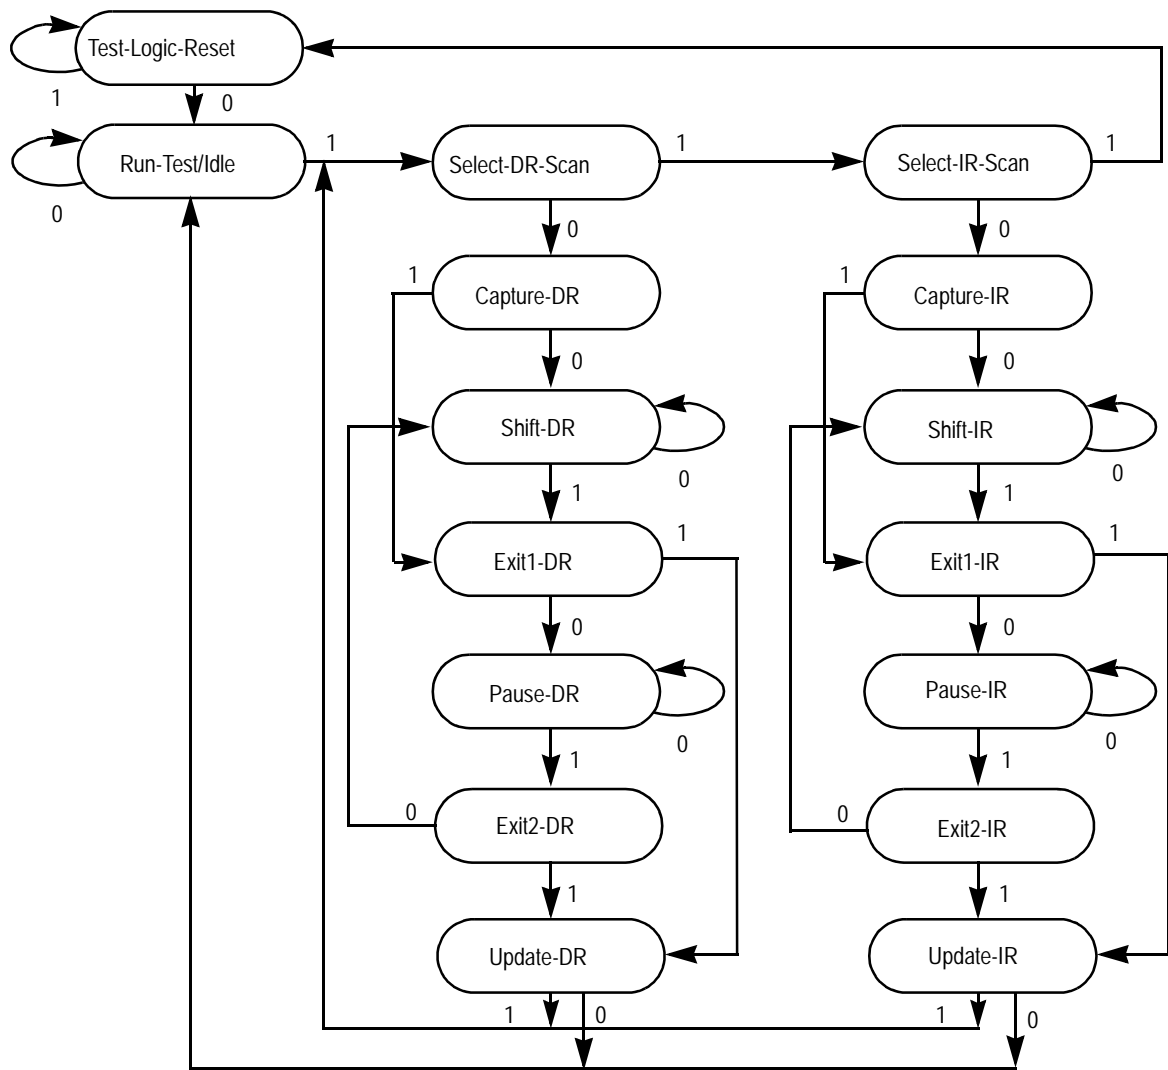 Test-Logic-Reset
1
0
Run-Test/Idle
0
1
Select-DR-Scan
1
Select-IR-Scan
1
0
0
1
Capture-DR
1
Capture-IR
0
0
Shift-DR
0
Shift-IR
0
1
1
Exit1-DR
1
Exit1-IR
1
0
0
Pause-DR
0
Pause-IR
0
1
1
0
Exit2-DR
0
Exit2-IR
1
1
Update-DR
Update-IR
1
0
1
0